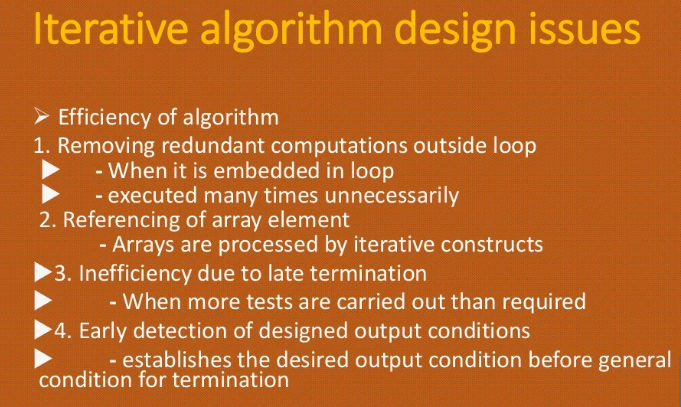 Iterative algorithm design issues
➢ Efficiency of algorithm
1. Removing redundant computations outside loop
▶ - When it is embedded in loop
▶ - executed many times unnecessarily
2. Referencing of array element
- Arrays are processed by iterative constructs
▶3. Inefficiency due to late termination
▶ - When more tests are carried out than required
▶4. Early detection of designed output conditions
▶ - establishes the desired output condition before general
condition for termination